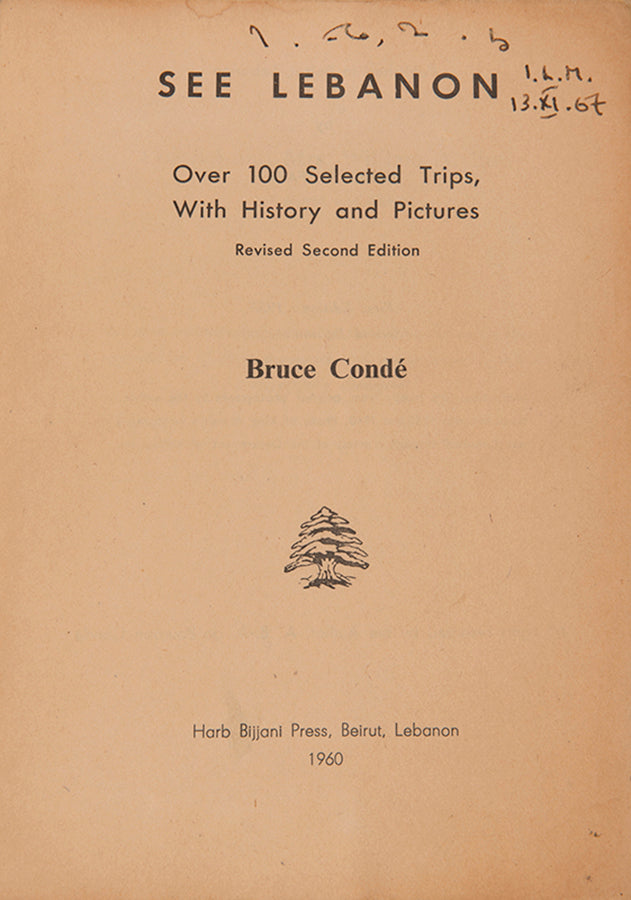 SEE LEBANON
I.L.M.
13.XI.67
Over 100 Selected Trips,
With History and Pictures
Revised Second Edition
Bruce Condé
Harb Bijjani Press, Beirut, Lebanon
1960